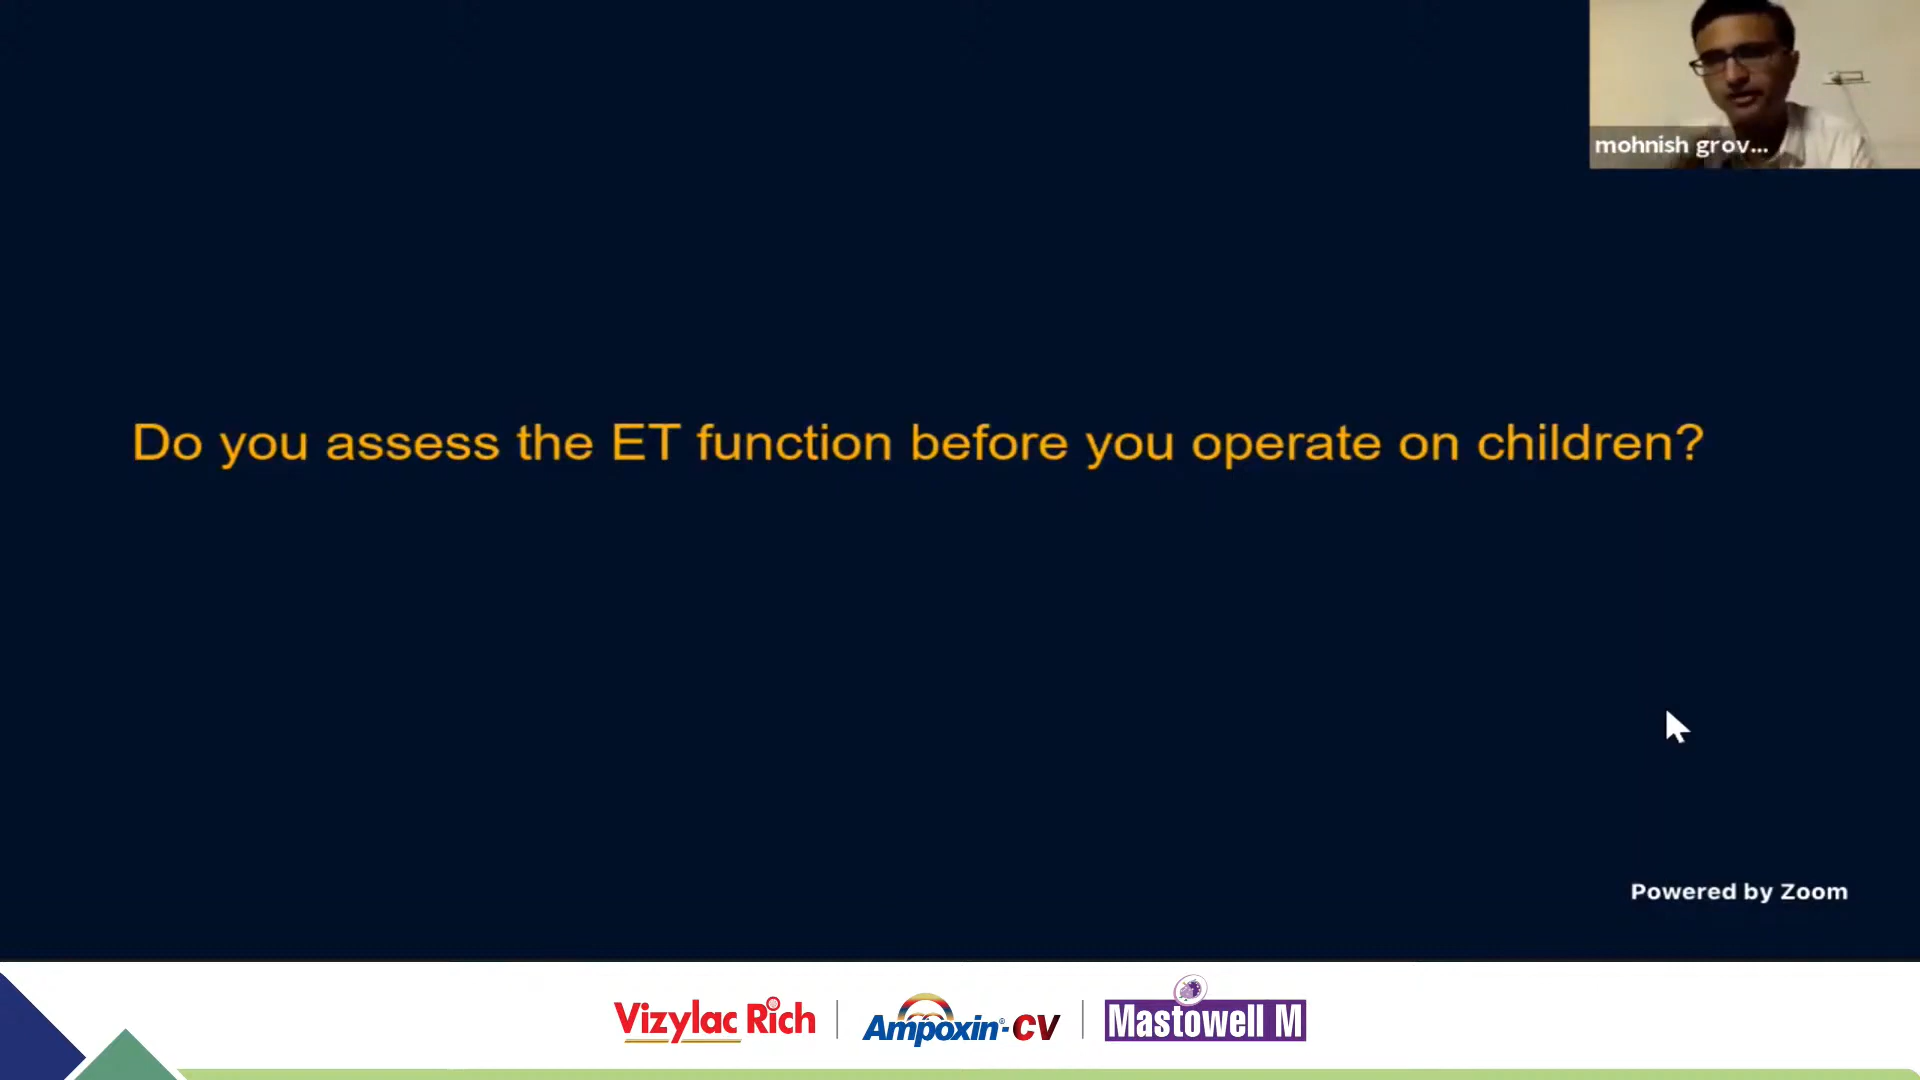 mohnish grov...
Do you assess the ET function before you operate on children?
Powered by Zoom
Vizylac Rich
Ampoxin®-CV
Mastowell M